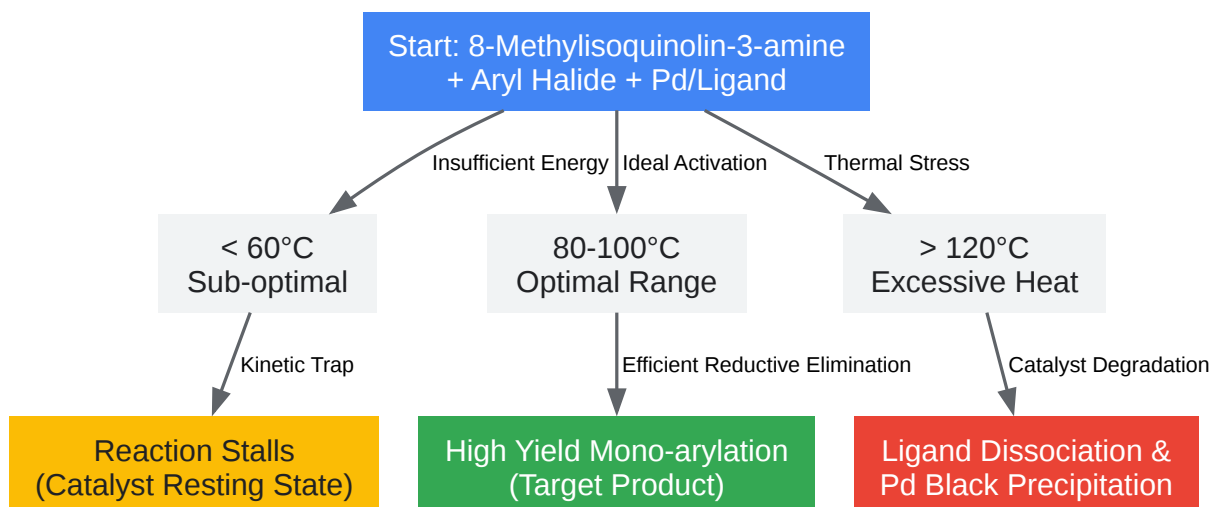 Start: 8-Methylisoquinolin-3-amine
+ Aryl Halide + Pd/Ligand
Insufficient Energy
Ideal Activation
Thermal Stress
< 60°C
Sub-optimal
80-100°C
Optimal Range
> 120°C
Excessive Heat
Kinetic Trap
Efficient Reductive Elimination
Catalyst Degradation
Reaction Stalls
(Catalyst Resting State)
High Yield Mono-arylation
(Target Product)
Ligand Dissociation &
Pd Black Precipitation